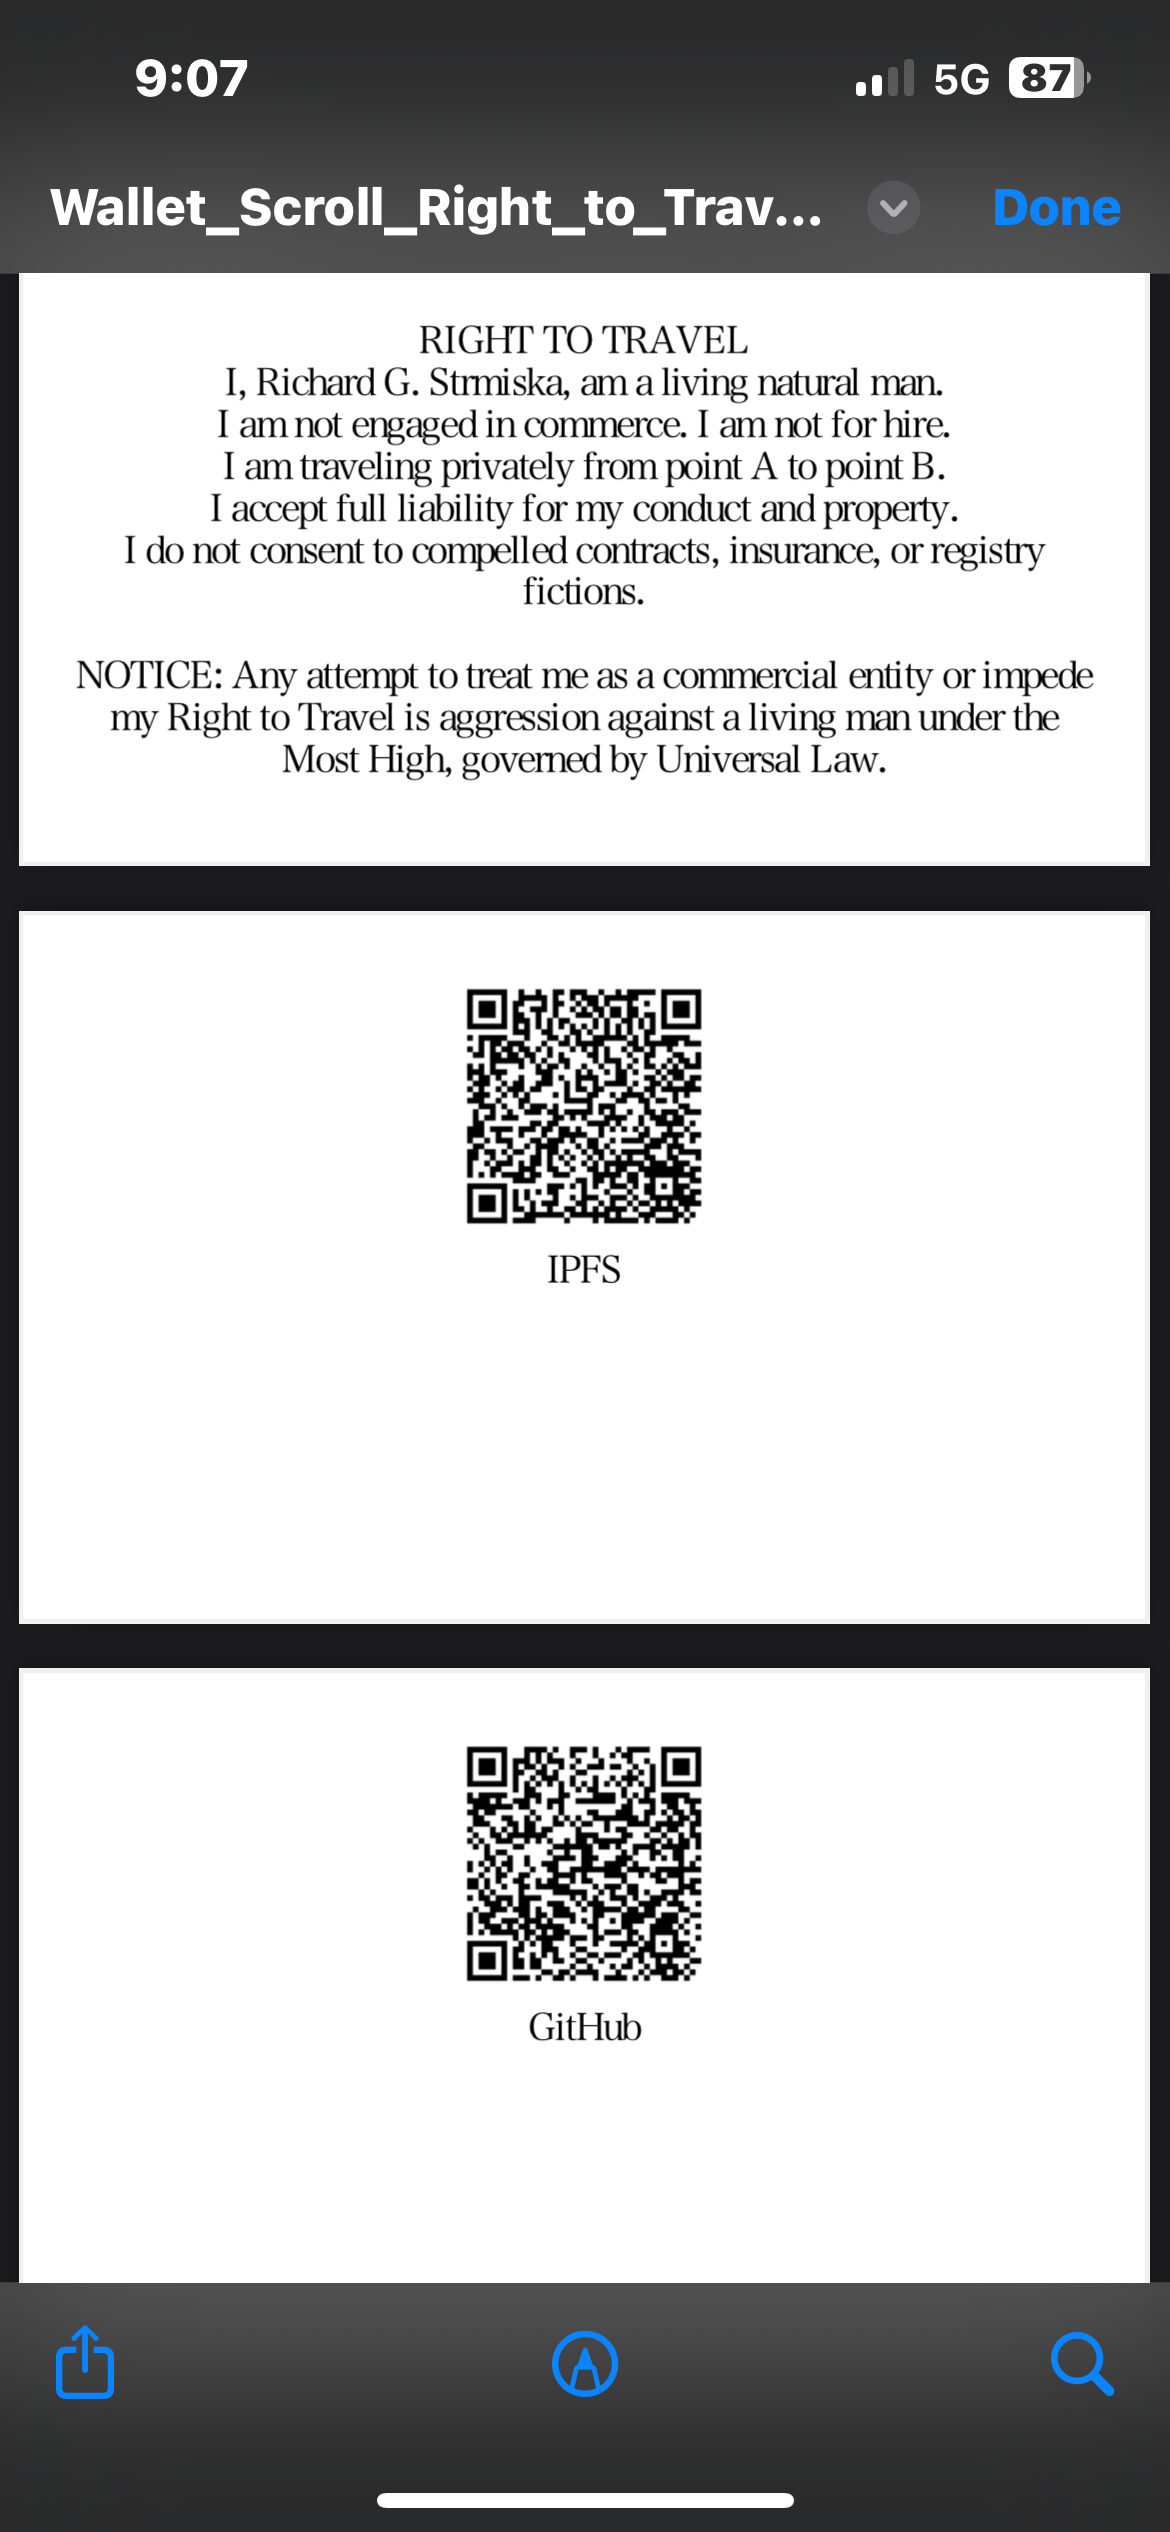 9:07
5G 87
Wallet_Scroll_Right_to_Trav...
Done
RIGHT TO TRAVEL
I, Richard G. Strmiska, am a living natural man.
I am not engaged in commerce. I am not for hire.
I am traveling privately from point A to point B.
I accept full liability for my conduct and property.
I do not consent to compelled contracts, insurance, or registry
fictions.
NOTICE: Any attempt to treat me as a commercial entity or impede
my Right to Travel is aggression against a living man under the
Most High, governed by Universal Law.
IPFS
GitHub